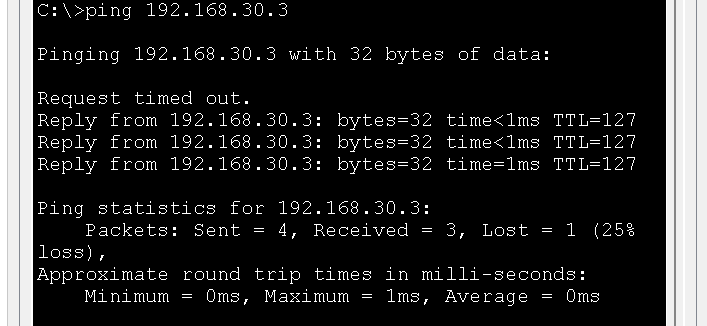 C:\>ping 192.168.30.3
Pinging 192.168.30.3 with 32 bytes of data:
Request timed out.
Reply from 192.168.30.3: bytes=32 time<1ms TTL=127
Reply from 192.168.30.3: bytes=32 time<1ms TTL=127
Reply from 192.168.30.3: bytes=32 time=1ms TTL=127
Ping statistics for 192.168.30.3:
    Packets: Sent = 4, Received = 3, Lost = 1 (25%
loss),
Approximate round trip times in milli-seconds:
    Minimum = 0ms, Maximum = 1ms, Average = 0ms